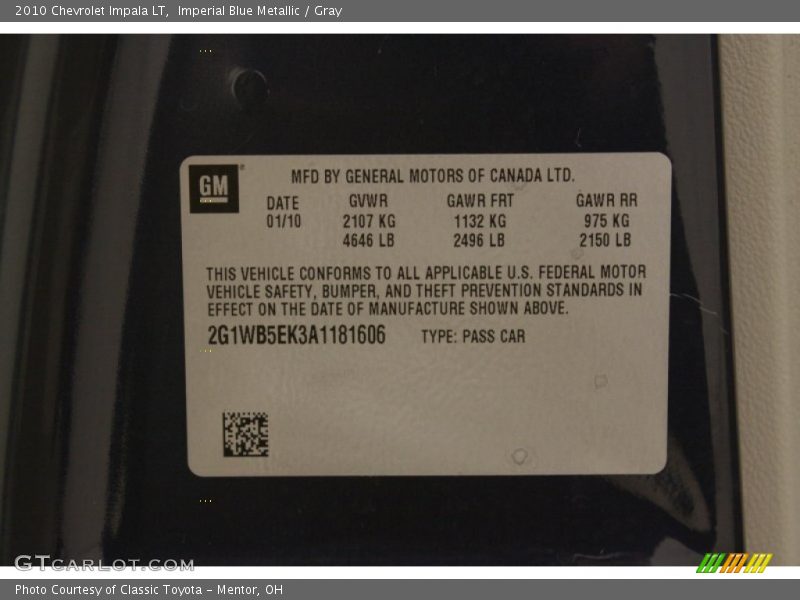 2010 Chevrolet Impala LT, Imperial Blue Metallic / Gray
GM
MFD BY GENERAL MOTORS OF CANADA LTD.
DATE GVWR GAWR FRT GAWR RR
01/10 2107 KG 1132 KG 975 KG
4646 LB 2496 LB 2150 LB
THIS VEHICLE CONFORMS TO ALL APPLICABLE U.S. FEDERAL MOTOR
VEHICLE SAFETY, BUMPER, AND THEFT PREVENTION STANDARDS IN
EFFECT ON THE DATE OF MANUFACTURE SHOWN ABOVE.
2G1WB5EK3A1181606 TYPE: PASS CAR
GTCARLOT.COM
Photo Courtesy of Classic Toyota - Mentor, OH